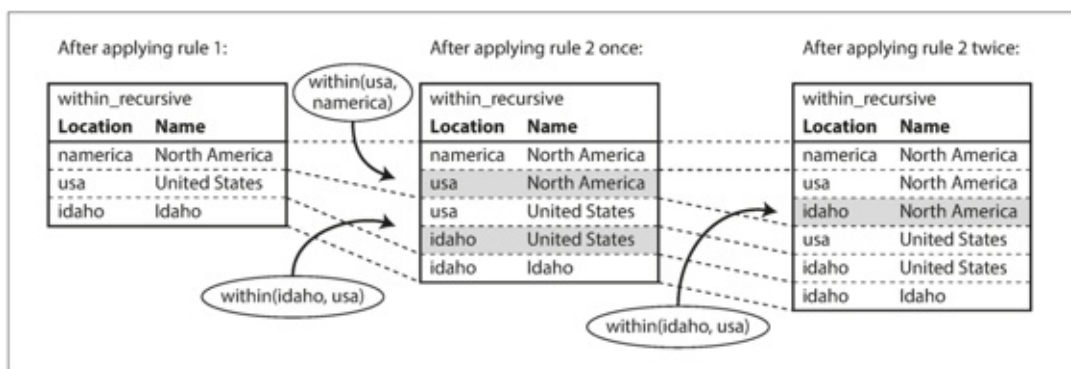 After applying rule 1:
within_recursive
Location Name
namerica North America
usa United States
idaho Idaho
within(usa,
namerica)
within(idaho, usa)
After applying rule 2 once:
within_recursive
Location Name
namerica North America
usa North America
usa United States
idaho United States
idaho Idaho
within(idaho, usa)
After applying rule 2 twice:
within_recursive
Location Name
namerica North America
usa North America
idaho North America
usa United States
idaho United States
idaho Idaho